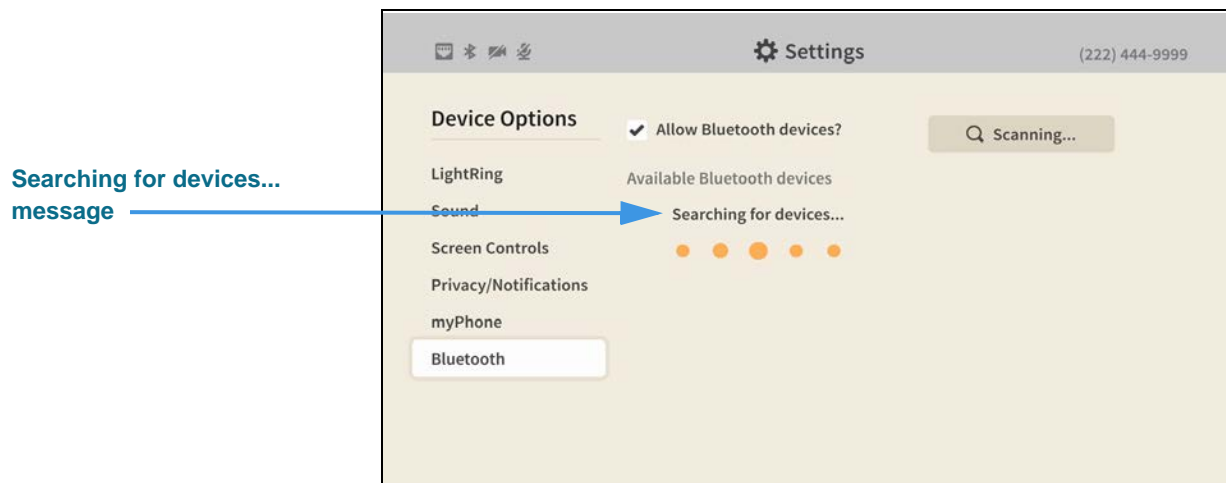 Settings
(222) 444-9999
Device Options
Allow Bluetooth devices?
Scanning...
LightRing
Available Bluetooth devices
Searching for devices...
message
Sound
Searching for devices...
Screen Controls
Privacy/Notifications
myPhone
Bluetooth